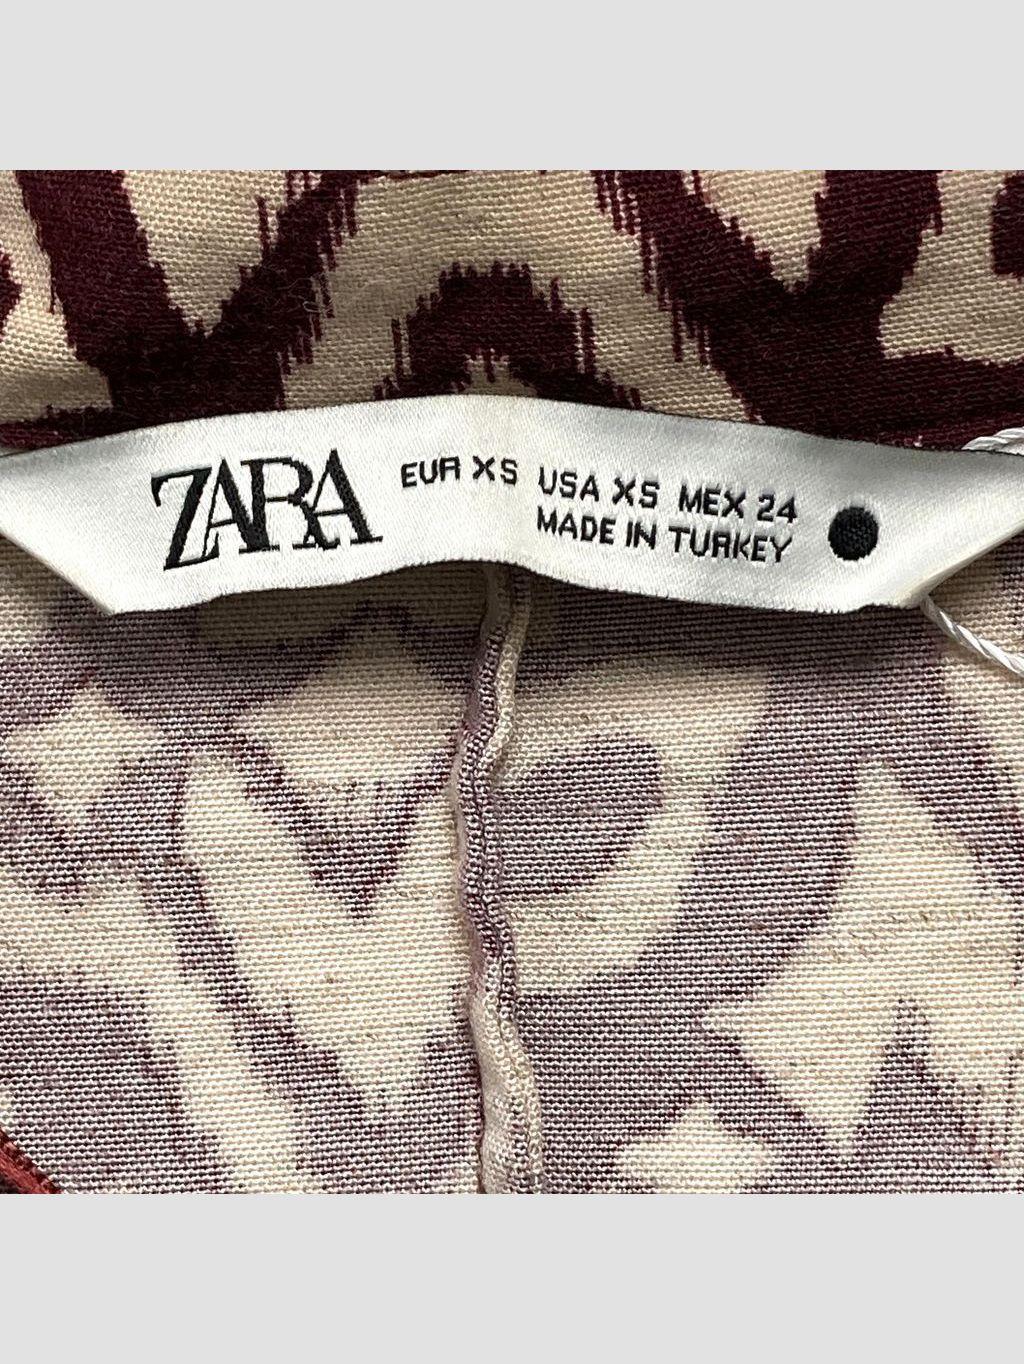 ZARA
EUR XS USA XS MEX 24
MADE IN TURKEY